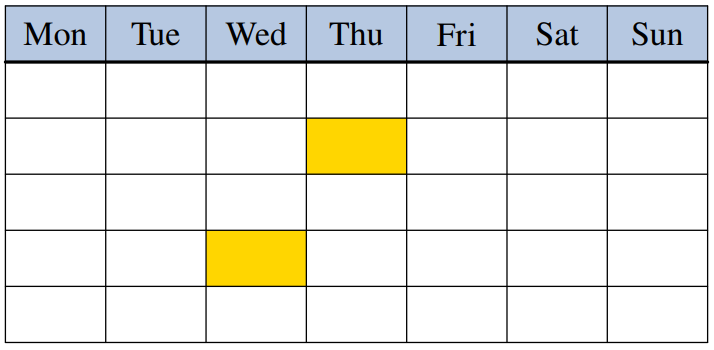 Mon Tue Wed Thu Fri Sat Sun